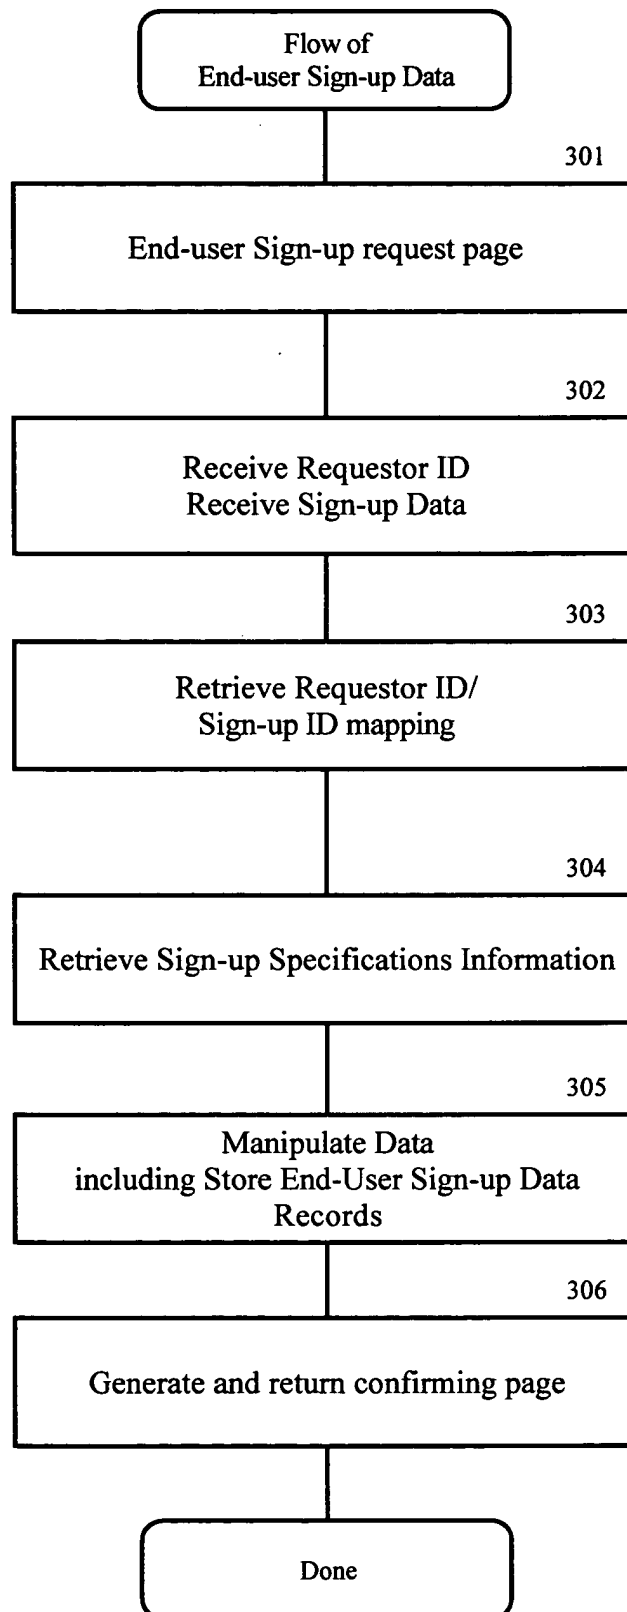 Flow of
End-user Sign-up Data
301
End-user Sign-up request page
302
Receive Requestor ID
Receive Sign-up Data
303
Retrieve Requestor ID/
Sign-up ID mapping
304
Retrieve Sign-up Specifications Information
305
Manipulate Data
including Store End-User Sign-up Data
Records
306
Generate and return confirming page
Done